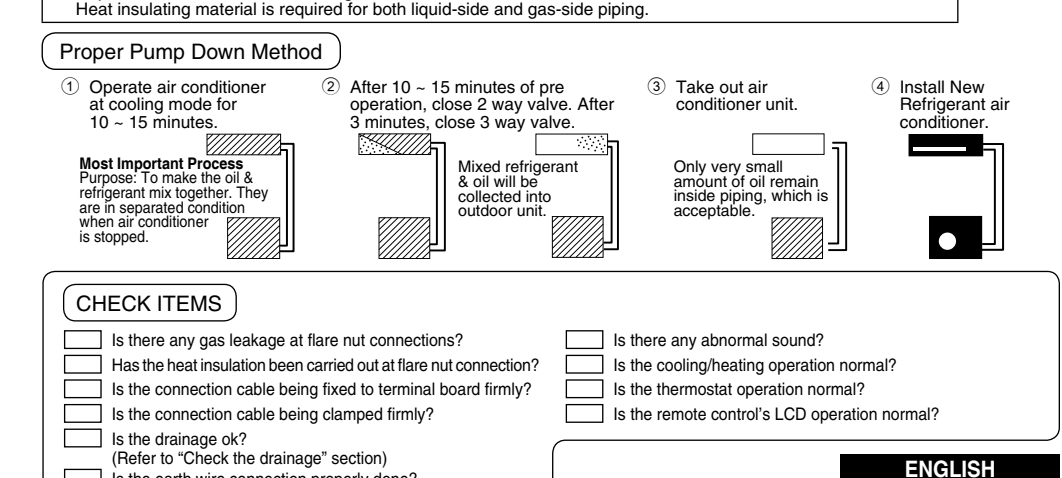 Heat insulating material is required for both liquid-side and gas-side piping.
Proper Pump Down Method
① Operate air conditioner
at cooling mode for
10 ~ 15 minutes.
Most Important Process
Purpose: To make the oil &
refrigerant mix together. They
are in separated condition
when air conditioner
is stopped.
② After 10 ~ 15 minutes of pre
operation, close 2 way valve. After
3 minutes, close 3 way valve.
Mixed refrigerant
& oil will be
collected into
outdoor unit.
③ Take out air
conditioner unit.
Only very small
amount of oil remain
inside piping, which is
acceptable.
④ Install New
Refrigerant air
conditioner.
CHECK ITEMS
Is there any gas leakage at flare nut connections?
Has the heat insulation been carried out at flare nut connection?
Is the connection cable being fixed to terminal board firmly?
Is the connection cable being clamped firmly?
Is the drainage ok?
(Refer to “Check the drainage” section)
Is the earth wire connection properly done?
Is there any abnormal sound?
Is the cooling/heating operation normal?
Is the thermostat operation normal?
Is the remote control’s LCD operation normal?
ENGLISH